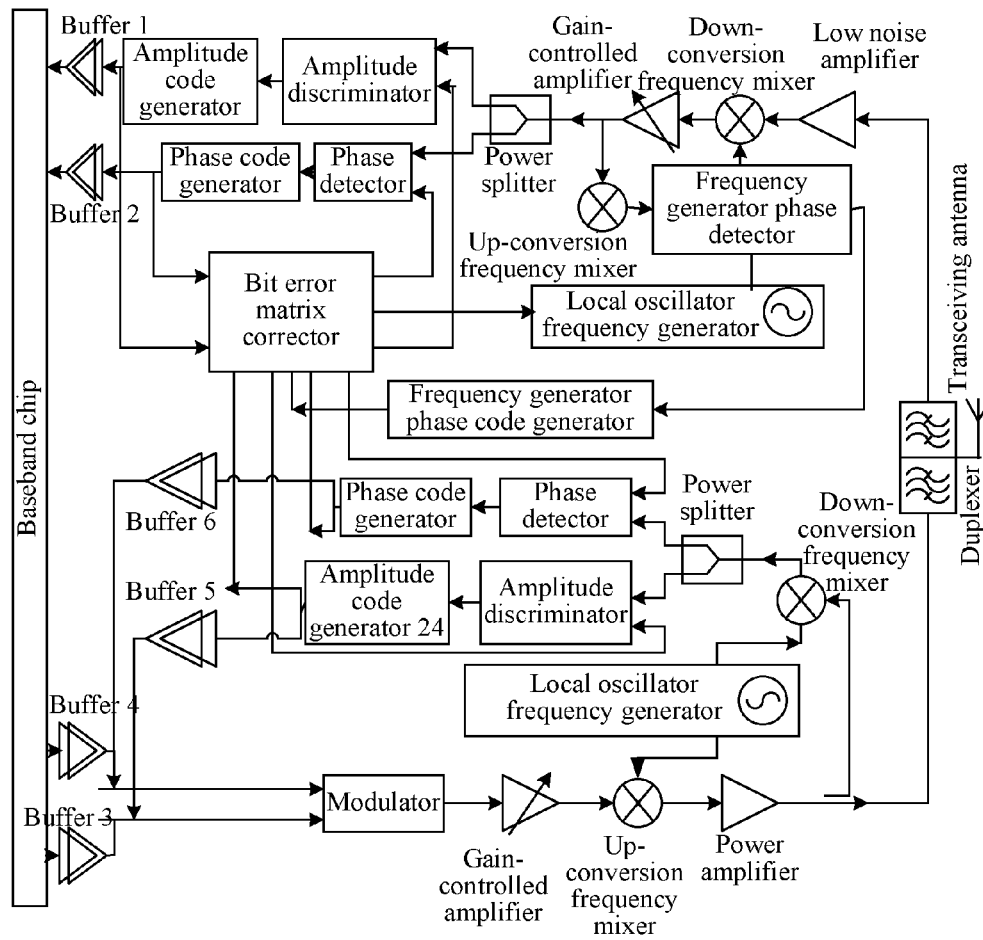 Buffer 1
Amplitude
code
generator
Amplitude
discriminator
Gain-
controlled
amplifier
Down-
conversion
frequency mixer
Low noise
amplifier
Power
splitter
Buffer 2
Phase code
generator
Phase
detector
Up-conversion
frequency mixer
Frequency
generator phase
detector
Bit error
matrix
corrector
Local oscillator
frequency generator
Frequency generator
phase code generator
Transceiving antenna
Duplexer
Baseband chip
Buffer 6
Phase code
generator
Phase
detector
Power
splitter
Down-
conversion
frequency
mixer
Buffer 5
Amplitude
code
generator 24
Amplitude
discriminator
Local oscillator
frequency generator
Buffer 4
Buffer 3
Modulator
Gain-
controlled
amplifier
Up-
conversion
frequency
mixer
Power
amplifier